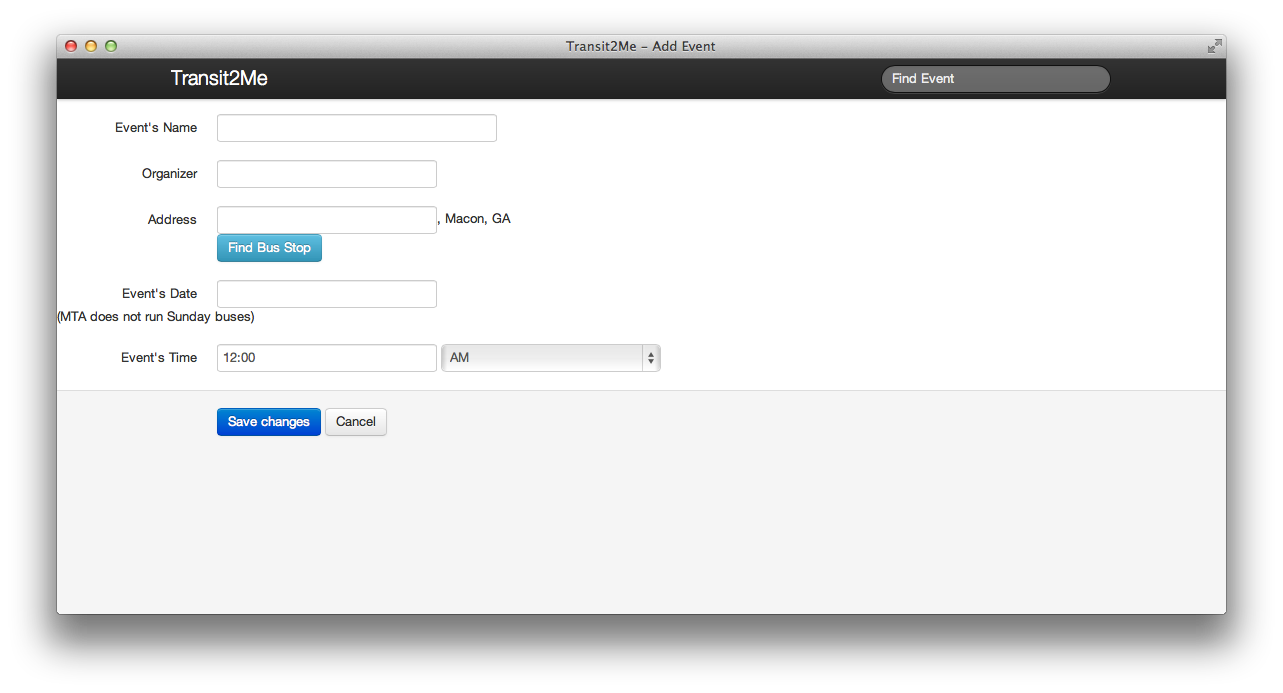 Transit2Me – Add Event
Transit2Me Find Event
Event's Name
Organizer
Address , Macon, GA
Find Bus Stop
Event's Date
(MTA does not run Sunday buses)
Event's Time 12:00 AM
Save changes Cancel